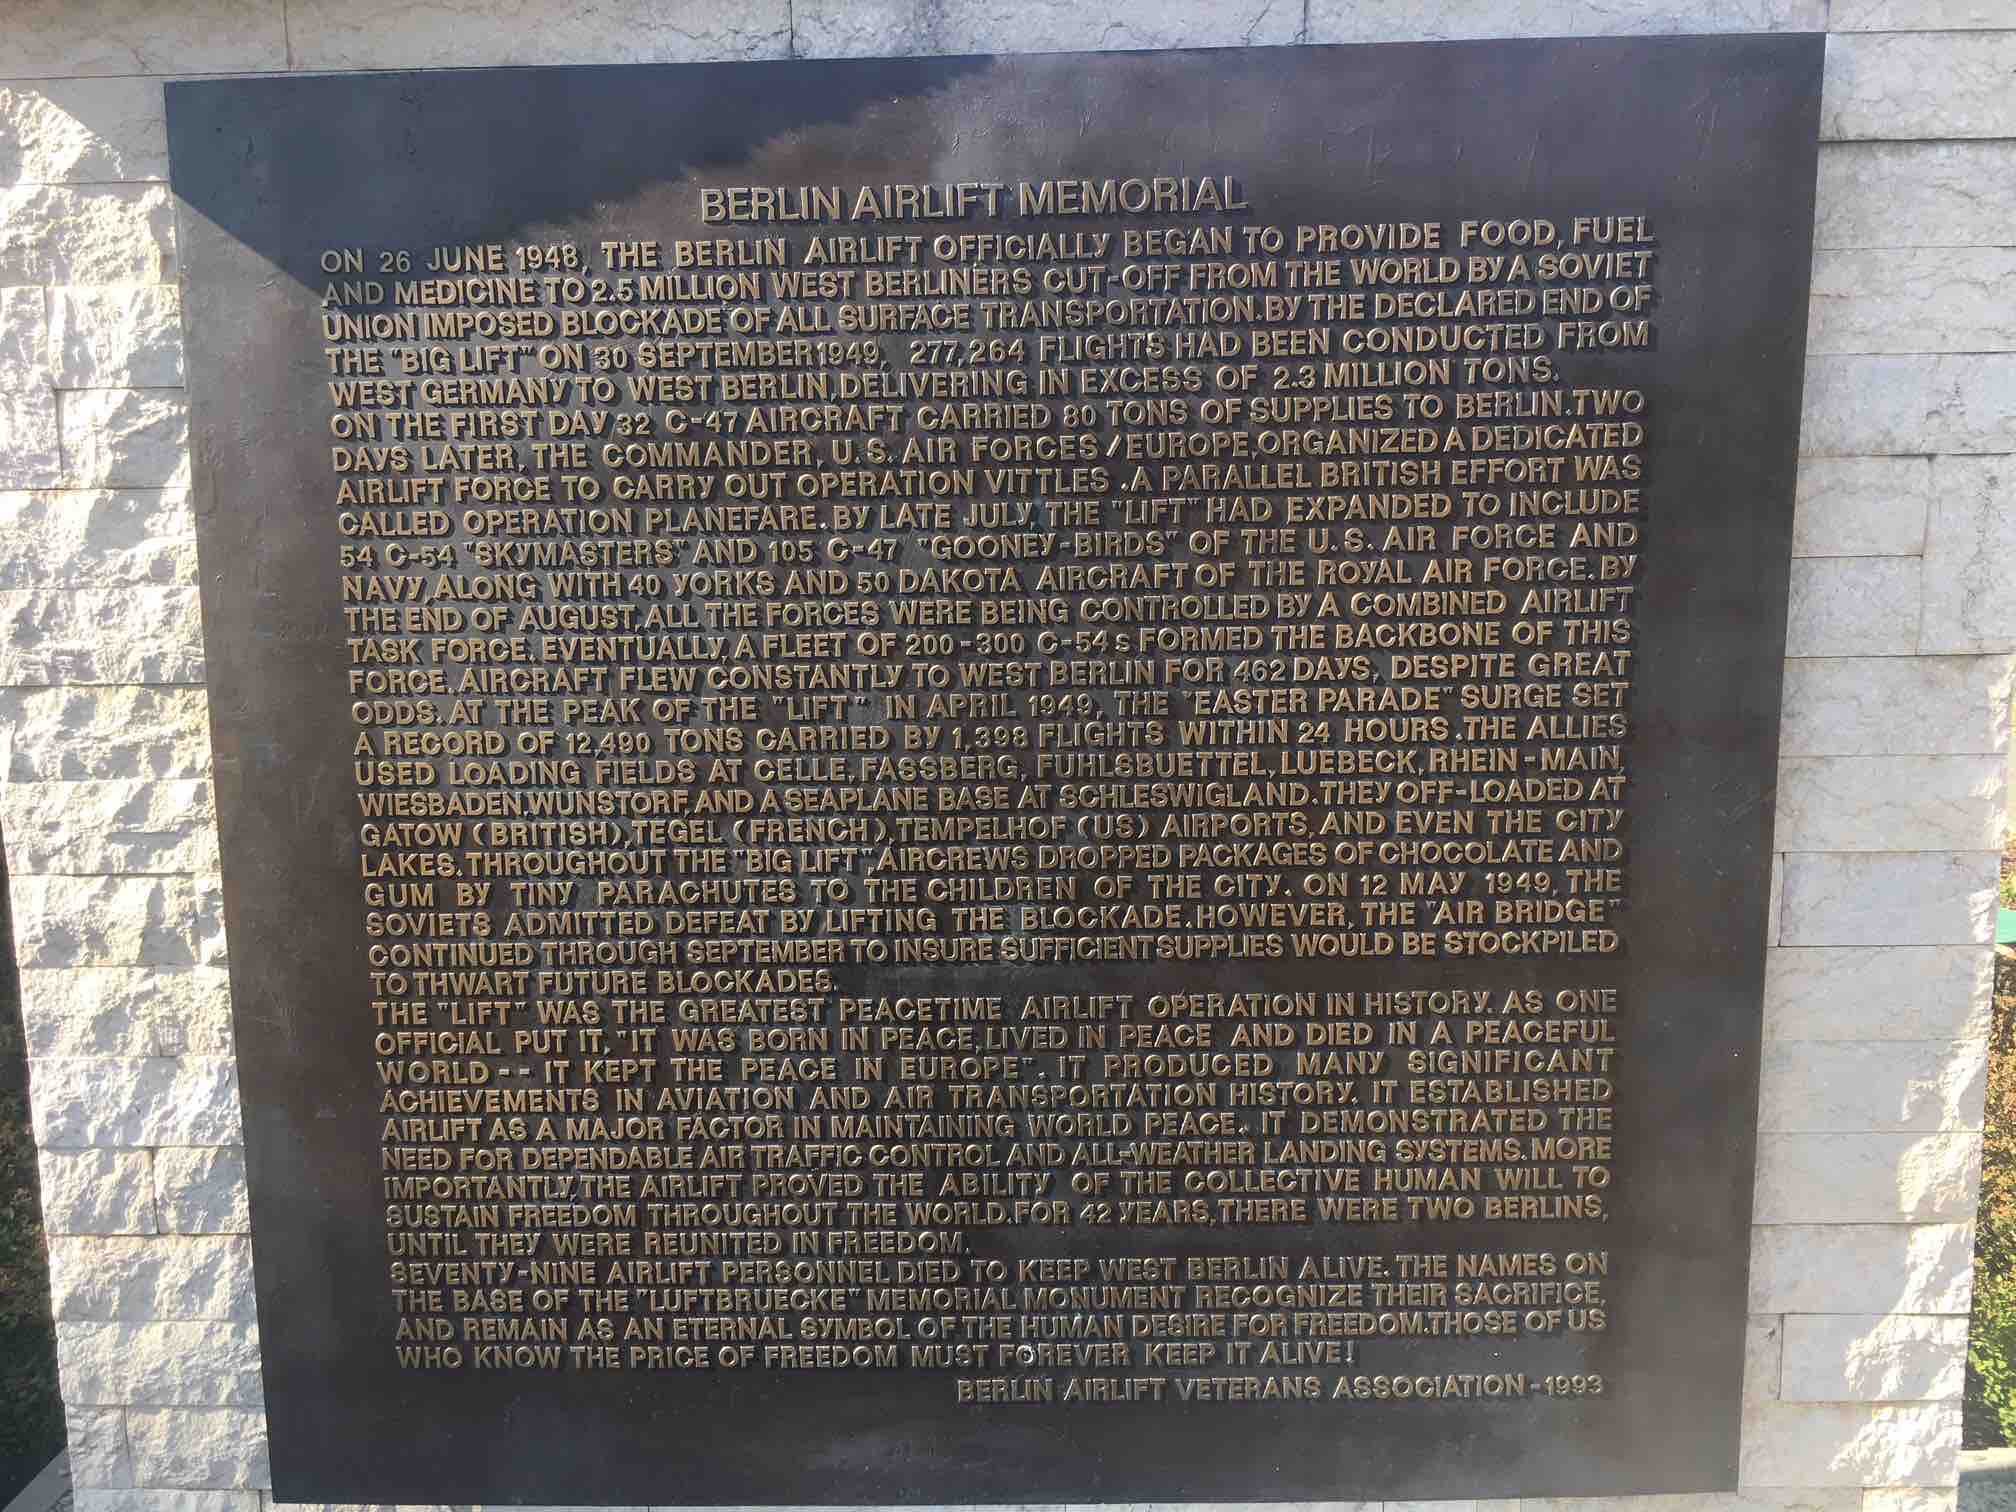 BERLIN AIRLIFT MEMORIAL
ON 26 JUNE 1948, THE BERLIN AIRLIFT OFFICIALLY BEGAN TO PROVIDE FOOD, FUEL
AND MEDICINE TO 2.5 MILLION WEST BERLINERS CUT-OFF FROM THE WORLD BY A SOVIET
UNION IMPOSED BLOCKADE OF ALL SURFACE TRANSPORTATION. BY THE DECLARED END OF
THE "BIG LIFT" ON 30 SEPTEMBER 1949, 277,264 FLIGHTS HAD BEEN CONDUCTED FROM
WEST GERMANY TO WEST BERLIN, DELIVERING IN EXCESS OF 2.3 MILLION TONS.
ON THE FIRST DAY 32 C-47 AIRCRAFT CARRIED 80 TONS OF SUPPLIES TO BERLIN. TWO
DAYS LATER, THE COMMANDER, U.S. AIR FORCES / EUROPE, ORGANIZED A DEDICATED
AIRLIFT FORCE TO CARRY OUT OPERATION VITTLES. A PARALLEL BRITISH EFFORT WAS
CALLED OPERATION PLANEFARE. BY LATE JULY, THE "LIFT" HAD EXPANDED TO INCLUDE
54 C-54 "SKYMASTERS" AND 105 C-47 "GOONEY-BIRDS" OF THE U.S. AIR FORCE AND
NAVY, ALONG WITH 40 YORKS AND 50 DAKOTA AIRCRAFT OF THE ROYAL AIR FORCE. BY
THE END OF AUGUST, ALL THE FORCES WERE BEING CONTROLLED BY A COMBINED AIRLIFT
TASK FORCE. EVENTUALLY, A FLEET OF 200-300 C-54s FORMED THE BACKBONE OF THIS
FORCE. AIRCRAFT FLEW CONSTANTLY TO WEST BERLIN FOR 462 DAYS, DESPITE GREAT
ODDS. AT THE PEAK OF THE "LIFT" IN APRIL 1949, THE "EASTER PARADE" SURGE SET
A RECORD OF 12,490 TONS CARRIED BY 1,398 FLIGHTS WITHIN 24 HOURS. THE ALLIES
USED LOADING FIELDS AT CELLE, FASSBERG, FUHLSBUETTEL, LUEBECK, RHEIN-MAIN,
WIESBADEN, WUNSTORF, AND A SEAPLANE BASE AT SCHLESWIGLAND. THEY OFF-LOADED AT
GATOW (BRITISH), TEGEL (FRENCH), TEMPELHOF (US) AIRPORTS, AND EVEN THE CITY
LAKES. THROUGHOUT THE "BIG LIFT", AIRCREWS DROPPED PACKAGES OF CHOCOLATE AND
GUM BY TINY PARACHUTES TO THE CHILDREN OF THE CITY. ON 12 MAY 1949, THE
SOVIETS ADMITTED DEFEAT BY LIFTING THE BLOCKADE. HOWEVER, THE "AIR BRIDGE"
CONTINUED THROUGH SEPTEMBER TO INSURE SUFFICIENT SUPPLIES WOULD BE STOCKPILED
TO THWART FUTURE BLOCKADES.
THE "LIFT" WAS THE GREATEST PEACETIME AIRLIFT OPERATION IN HISTORY. AS ONE
OFFICIAL PUT IT, "IT WAS BORN IN PEACE, LIVED IN PEACE AND DIED IN A PEACEFUL
WORLD -- IT KEPT THE PEACE IN EUROPE". IT PRODUCED MANY SIGNIFICANT
ACHIEVEMENTS IN AVIATION AND AIR TRANSPORTATION HISTORY. IT ESTABLISHED
AIRLIFT AS A MAJOR FACTOR IN MAINTAINING WORLD PEACE. IT DEMONSTRATED THE
NEED FOR DEPENDABLE AIR TRAFFIC CONTROL AND ALL-WEATHER LANDING SYSTEMS. MORE
IMPORTANTLY, THE AIRLIFT PROVED THE ABILITY OF THE COLLECTIVE HUMAN WILL TO
SUSTAIN FREEDOM THROUGHOUT THE WORLD. FOR 42 YEARS, THERE WERE TWO BERLINS,
UNTIL THEY WERE REUNITED IN FREEDOM.
SEVENTY-NINE AIRLIFT PERSONNEL DIED TO KEEP WEST BERLIN ALIVE. THE NAMES ON
THE BASE OF THE "LUFTBRUECKE" MEMORIAL MONUMENT RECOGNIZE THEIR SACRIFICE,
AND REMAIN AS AN ETERNAL SYMBOL OF THE HUMAN DESIRE FOR FREEDOM. THOSE OF US
WHO KNOW THE PRICE OF FREEDOM MUST FOREVER KEEP IT ALIVE!
BERLIN AIRLIFT VETERANS ASSOCIATION - 1993